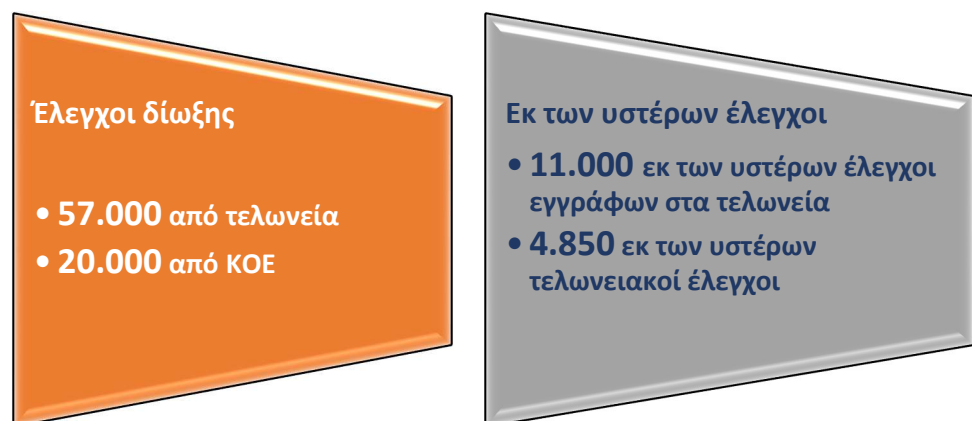 Έλεγχοι δίωξης
• 57.000 από τελωνεία
• 20.000 από ΚΟΕ
Εκ των υστέρων έλεγχοι
• 11.000 εκ των υστέρων έλεγχοι
εγγράφων στα τελωνεία
• 4.850 εκ των υστέρων
τελωνειακοί έλεγχοι